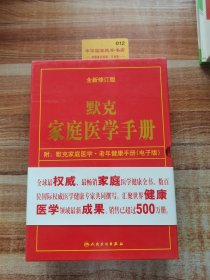 012
全新修订版
默克
家庭医学手册
附：默克家庭医学·老年健康手册(电子版)
全球最权威、最畅销家庭医学健康全书，数百
位国际权威医学健康专家共同撰写，汇聚世界健康
医学领域最新成果，销售已超过500万册。
人民卫生出版社